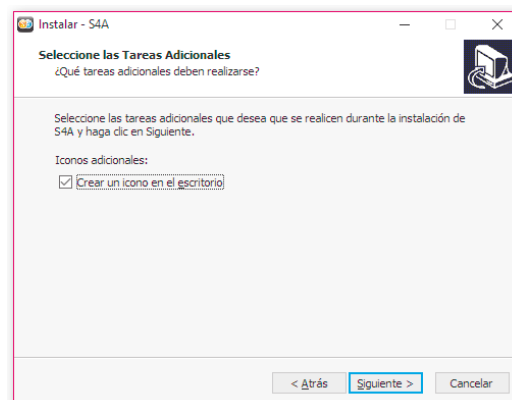 Instalar - S4A
Seleccione las Tareas Adicionales
¿Qué tareas adicionales deben realizarse?
Seleccione las tareas adicionales que desea que se realicen durante la instalación de
S4A y haga clic en Siguiente.
Iconos adicionales:
Crear un icono en el escritorio
< Atrás
Siguiente >
Cancelar